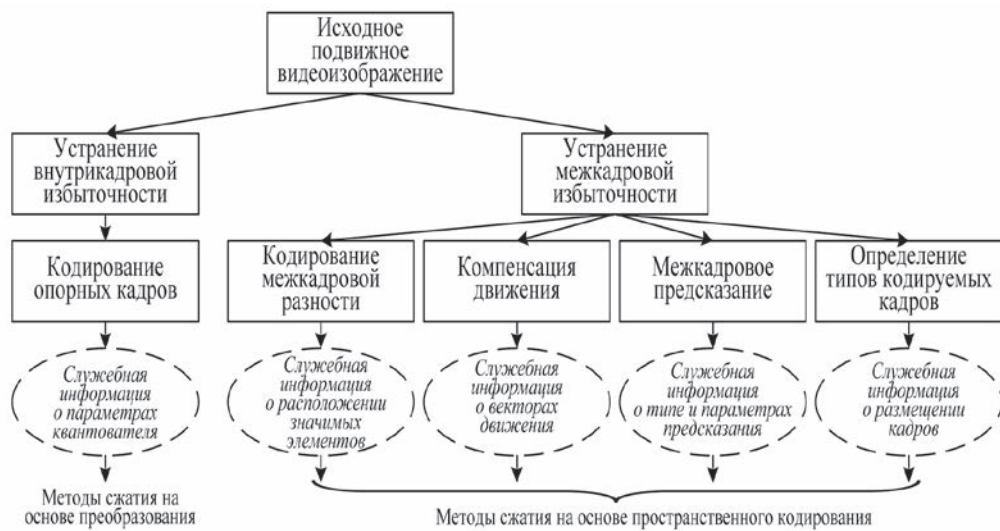 Исходное
подвижное
видеоизображение
Устранение
внутрикадровой
избыточности
Устранение
межкадровой
избыточности
Кодирование
опорных кадров
Кодирование
межкадровой
разности
Компенсация
движения
Межкадровое
предсказание
Определение
типов кодируемых
кадров
Служебная
информация
о параметрах
квантователя
Служебная
информация
о расположении
значимых
элементов
Служебная
информация
о векторах
движения
Служебная
информация
о типе и параметрах
предсказания
Служебная
информация
о размещении
кадров
Методы сжатия на
основе преобразования
Методы сжатия на основе пространственного кодирования